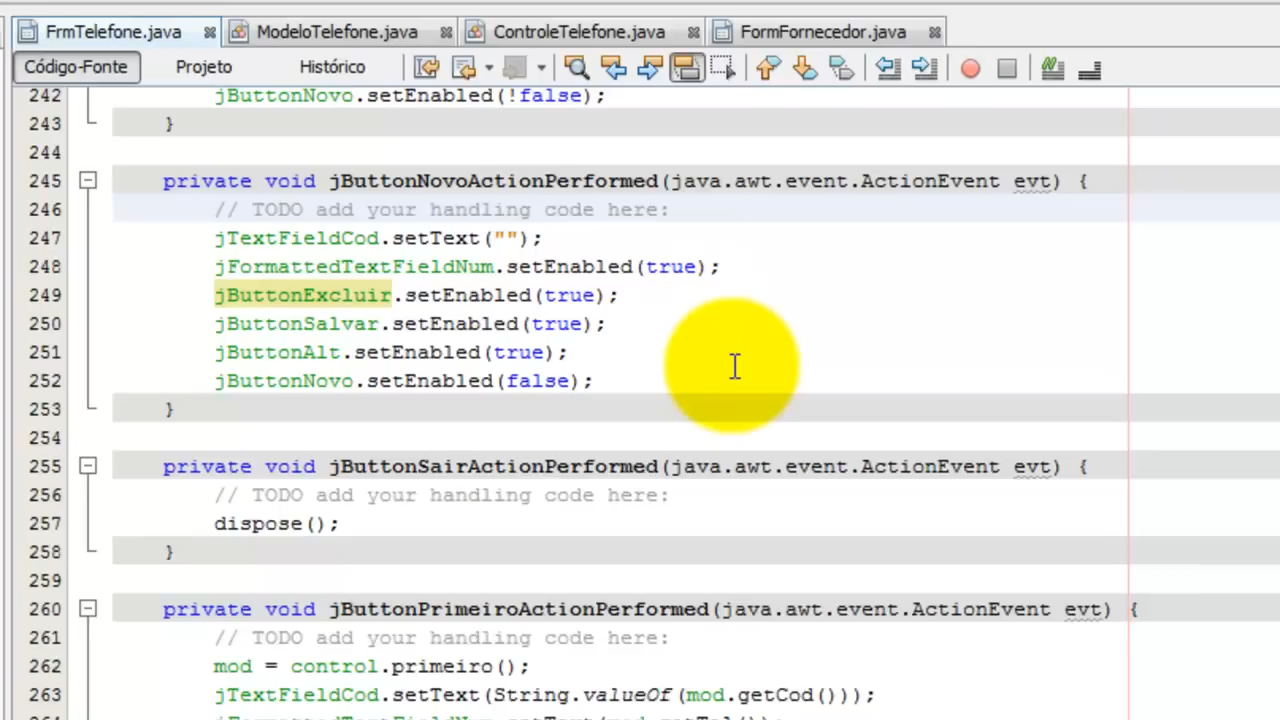 FrmTelefone.java ModeloTelefone.java ControleTelefone.java FormFornecedor.java
Código-Fonte Projeto Histórico
242 jButtonNovo.setEnabled(!false);
243 }
244
245 private void jButtonNovoActionPerformed(java.awt.event.ActionEvent evt) {
246 // TODO add your handling code here:
247 jTextFieldCod.setText("");
248 jFormattedTextFieldNum.setEnabled(true);
249 jButtonExcluir.setEnabled(true);
250 jButtonSalvar.setEnabled(true);
251 jButtonAlt.setEnabled(true);
252 jButtonNovo.setEnabled(false);
253 }
254
255 private void jButtonSairActionPerformed(java.awt.event.ActionEvent evt) {
256 // TODO add your handling code here:
257 dispose();
258 }
259
260 private void jButtonPrimeiroActionPerformed(java.awt.event.ActionEvent evt) {
261 // TODO add your handling code here:
262 mod = control.primeiro();
263 jTextFieldCod.setText(String.valueOf(mod.getCod()));